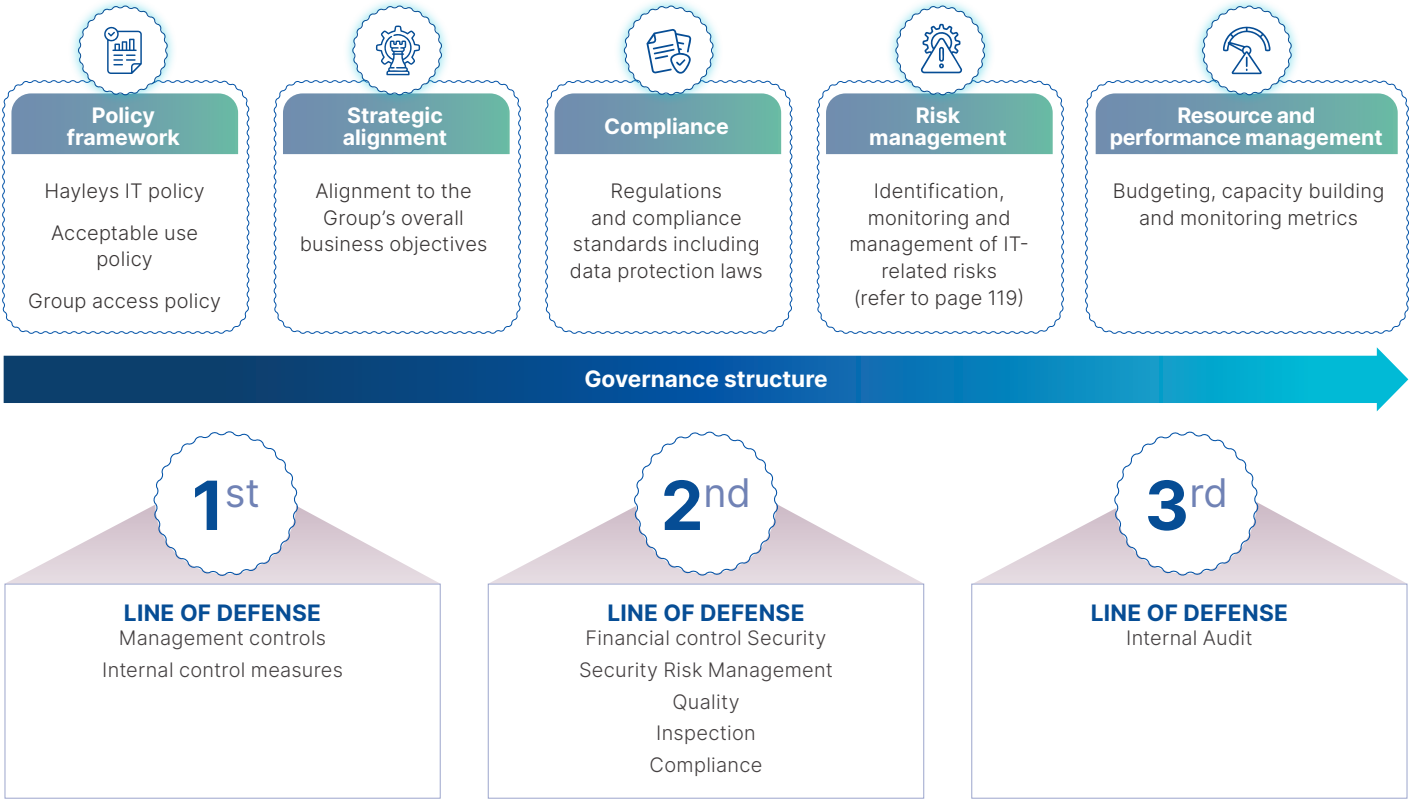 Policy
framework
Hayleys IT policy
Acceptable use
policy
Group access policy
Strategic
alignment
Alignment to the
Group’s overall
business objectives
Compliance
Regulations
and compliance
standards including
data protection laws
Risk
management
Identification,
monitoring and
management of IT-
related risks
(refer to page 119)
Resource and
performance management
Budgeting, capacity building
and monitoring metrics
Governance structure
1st
LINE OF DEFENSE
Management controls
Internal control measures
2nd
LINE OF DEFENSE
Financial control Security
Security Risk Management
Quality
Inspection
Compliance
3rd
LINE OF DEFENSE
Internal Audit